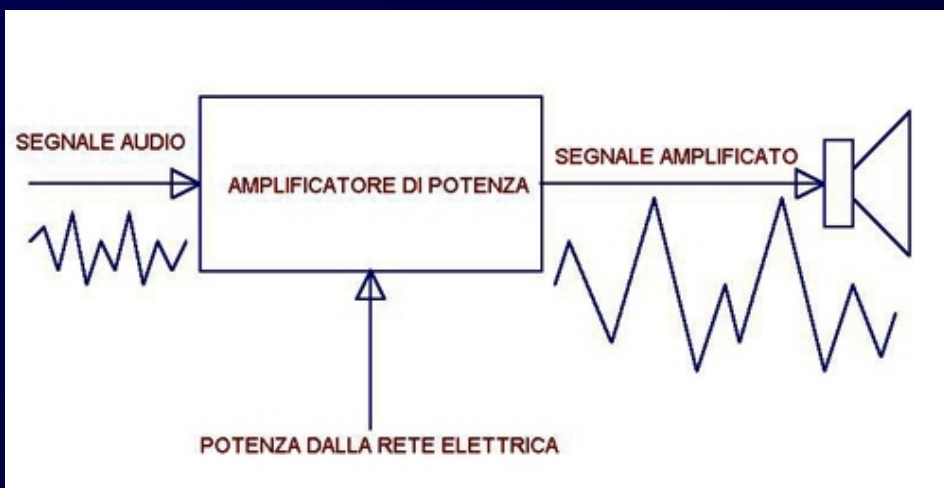 SEGNALE AUDIO
AMPLIFICATORE DI POTENZA
SEGNALE AMPLIFICATO
POTENZA DALLA RETE ELETTRICA